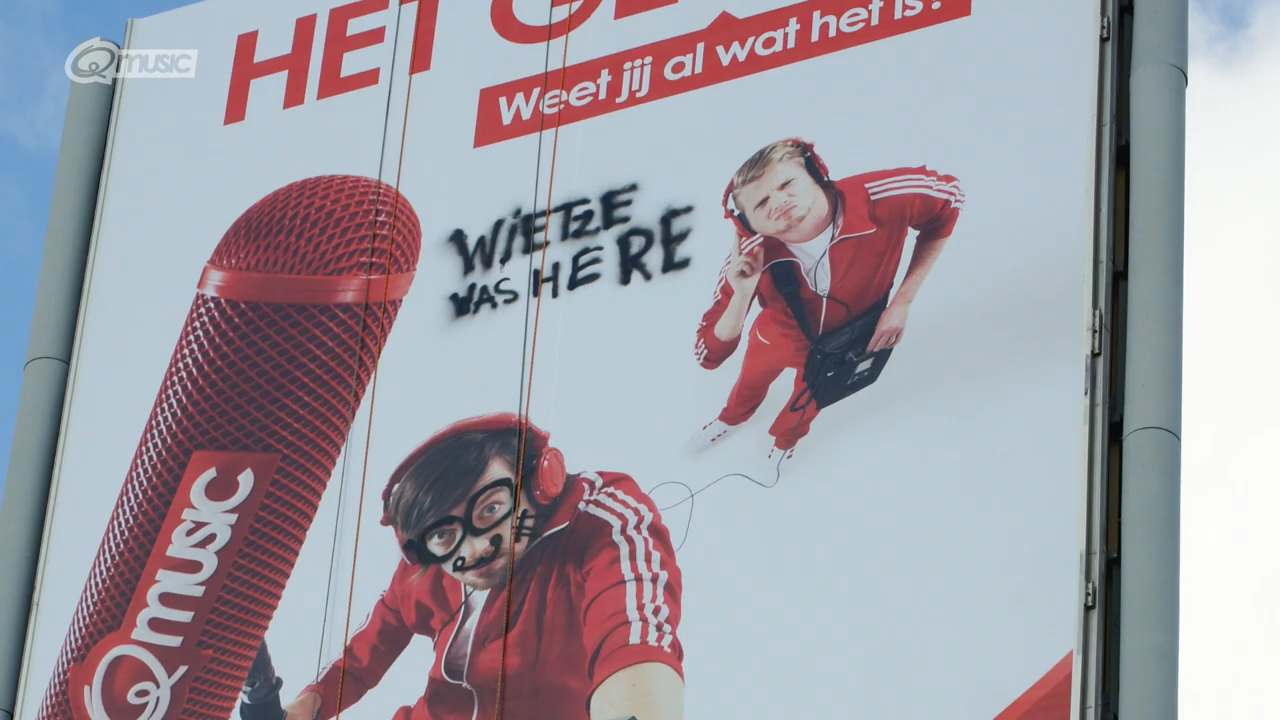 Qmusic
HET
Weet jij al wat het is?
WIETZE
WAS HERE
Qmusic